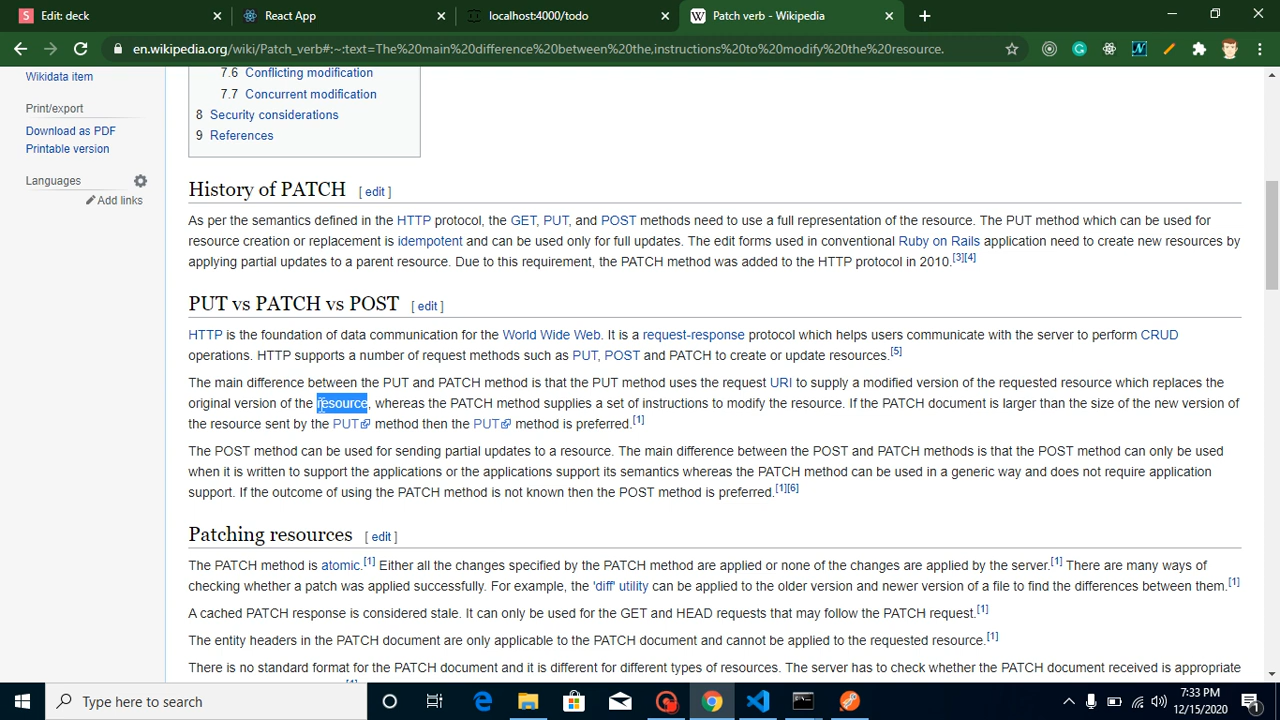 Edit: deck
React App
localhost:4000/todo
Patch verb - Wikipedia
en.wikipedia.org/wiki/Patch_verb#:~:text=The%20main%20difference%20between%20the,instructions%20to%20modify%20the%20resource.
Wikidata item
Print/export
Download as PDF
Printable version
Languages
Add links
7.6 Conflicting modification
7.7 Concurrent modification
8 Security considerations
9 References
History of PATCH [ edit ]
As per the semantics defined in the HTTP protocol, the GET, PUT, and POST methods need to use a full representation of the resource. The PUT method which can be used for
resource creation or replacement is idempotent and can be used only for full updates. The edit forms used in conventional Ruby on Rails application need to create new resources by
applying partial updates to a parent resource. Due to this requirement, the PATCH method was added to the HTTP protocol in 2010.[3][4]
PUT vs PATCH vs POST [ edit ]
HTTP is the foundation of data communication for the World Wide Web. It is a request-response protocol which helps users communicate with the server to perform CRUD
operations. HTTP supports a number of request methods such as PUT, POST and PATCH to create or update resources.[5]
The main difference between the PUT and PATCH method is that the PUT method uses the request URI to supply a modified version of the requested resource which replaces the
original version of the resource, whereas the PATCH method supplies a set of instructions to modify the resource. If the PATCH document is larger than the size of the new version of
the resource sent by the PUT method then the PUT method is preferred.[1]
The POST method can be used for sending partial updates to a resource. The main difference between the POST and PATCH methods is that the POST method can only be used
when it is written to support the applications or the applications support its semantics whereas the PATCH method can be used in a generic way and does not require application
support. If the outcome of using the PATCH method is not known then the POST method is preferred.[1][6]
Patching resources [ edit ]
The PATCH method is atomic.[1] Either all the changes specified by the PATCH method are applied or none of the changes are applied by the server.[1] There are many ways of
checking whether a patch was applied successfully. For example, the 'diff' utility can be applied to the older version and newer version of a file to find the differences between them.[1]
A cached PATCH response is considered stale. It can only be used for the GET and HEAD requests that may follow the PATCH request.[1]
The entity headers in the PATCH document are only applicable to the PATCH document and cannot be applied to the requested resource.[1]
There is no standard format for the PATCH document and it is different for different types of resources. The server has to check whether the PATCH document received is appropriate
[1]
Type here to search
7:33 PM
12/15/2020